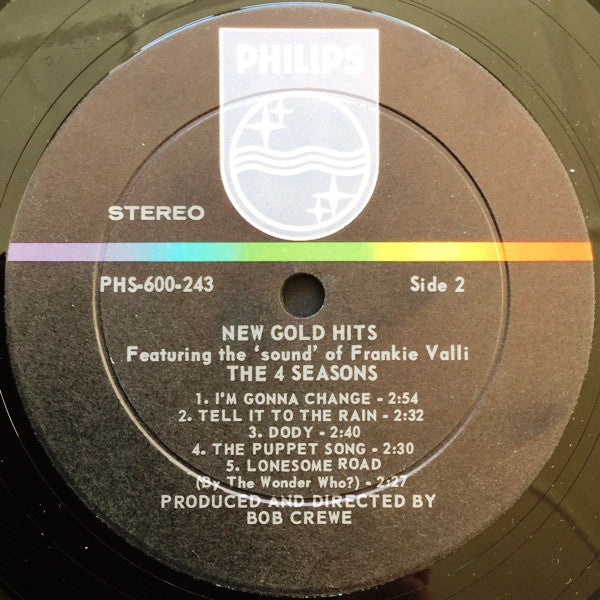 PHILIPS
STEREO
PHS-600-243
Side 2
NEW GOLD HITS
Featuring the 'sound' of Frankie Valli
THE 4 SEASONS
1. I'M GONNA CHANGE - 2:54
2. TELL IT TO THE RAIN - 2:32
3. DODY - 2:40
4. THE PUPPET SONG - 2:30
5. LONESOME ROAD
(By The Wonder Who?) - 2:27
PRODUCED AND DIRECTED BY
BOB CREWE